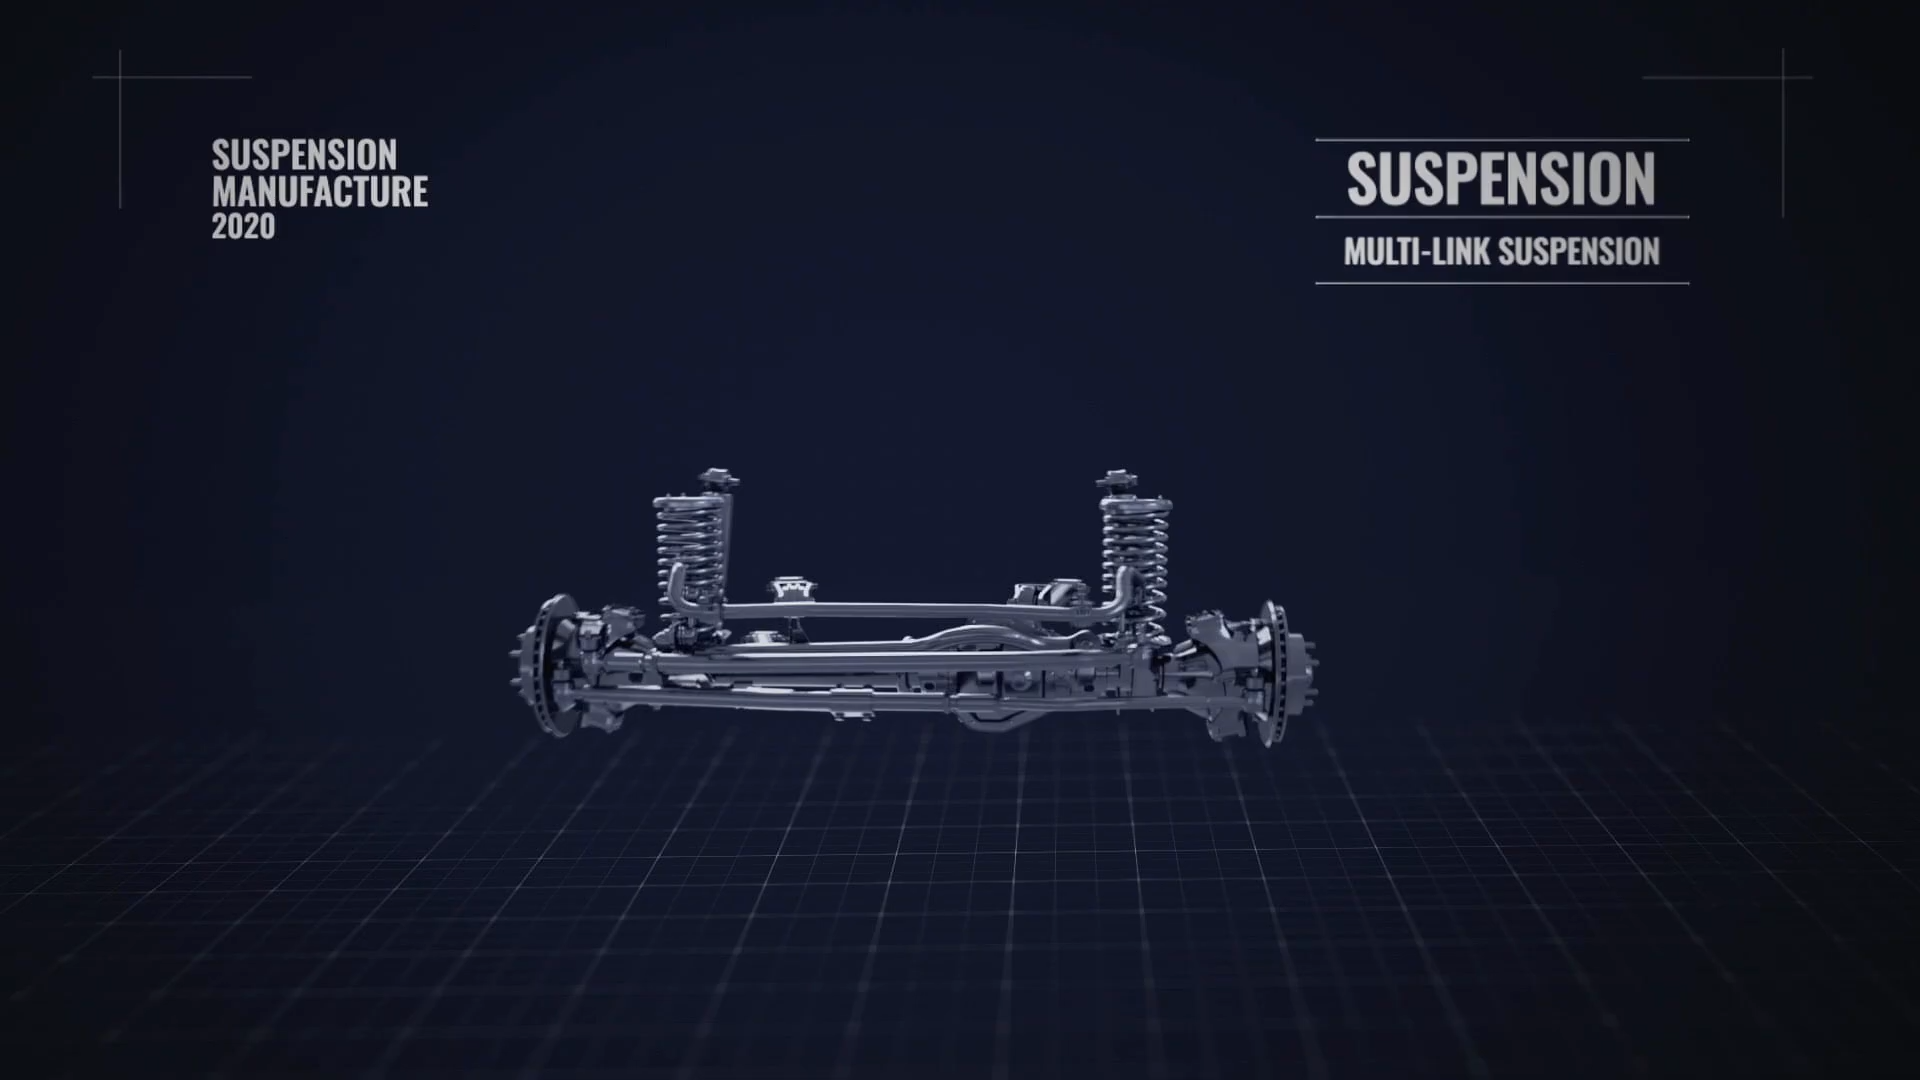 SUSPENSION
MANUFACTURE
2020
SUSPENSION
MULTI-LINK SUSPENSION